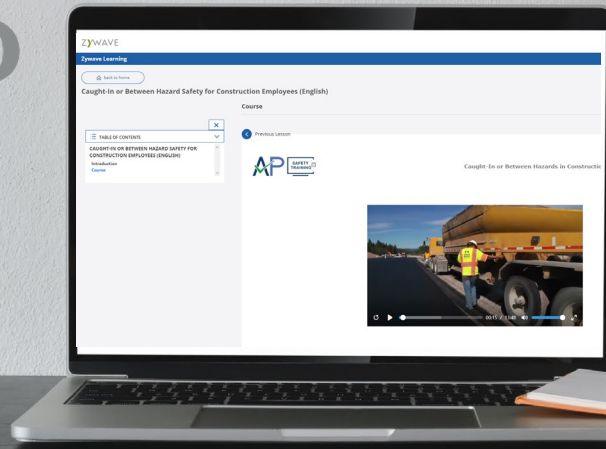 ZYWAVE
Zywave Learning
back to home
Caught-In or Between Hazard Safety for Construction Employees (English)
Course
TABLE OF CONTENTS
CAUGHT-IN OR BETWEEN HAZARD SAFETY FOR
CONSTRUCTION EMPLOYEES (ENGLISH)
Introduction
Course
Previous Lesson
AP SAFETY TRAINING
Caught-In or Between Hazards in Constructio
00:15 / 13:48